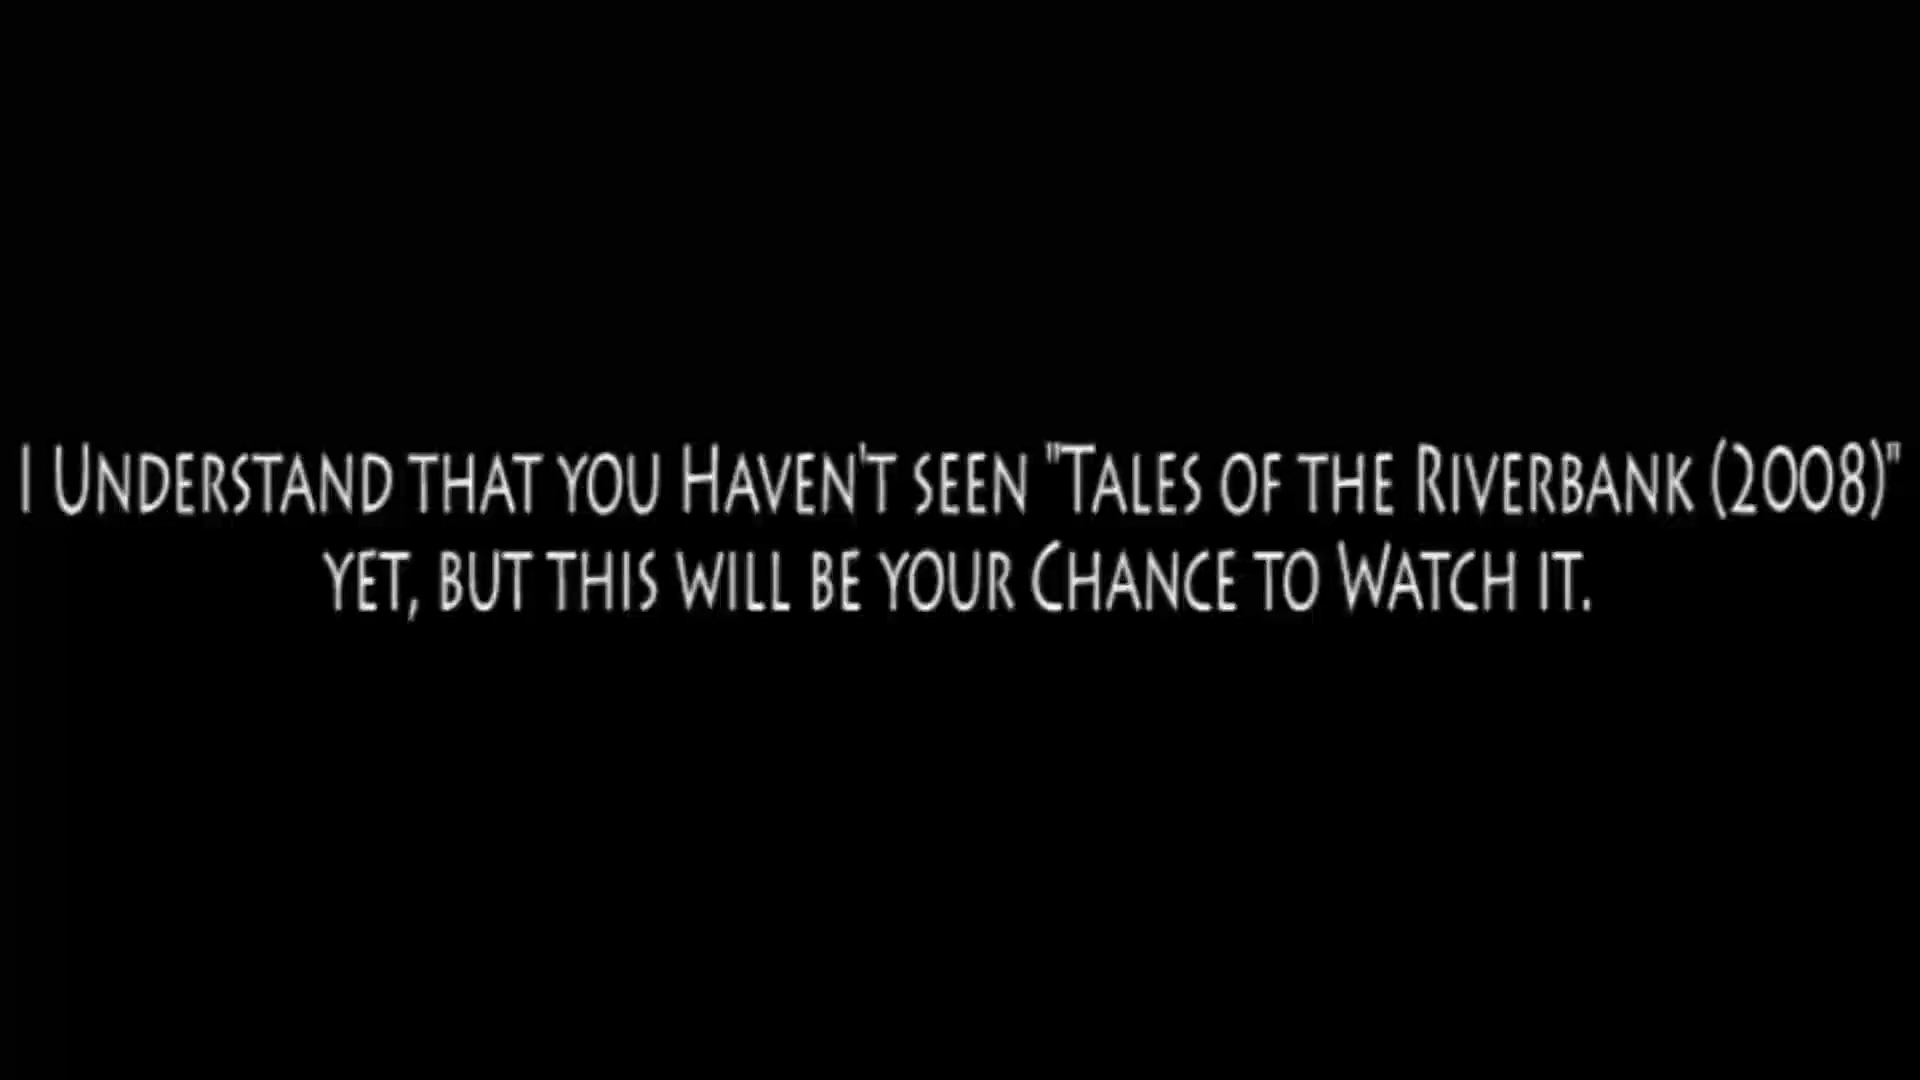 I Understand that you Haven't seen "Tales of the Riverbank (2008)"
yet, but this will be your Chance to Watch it.